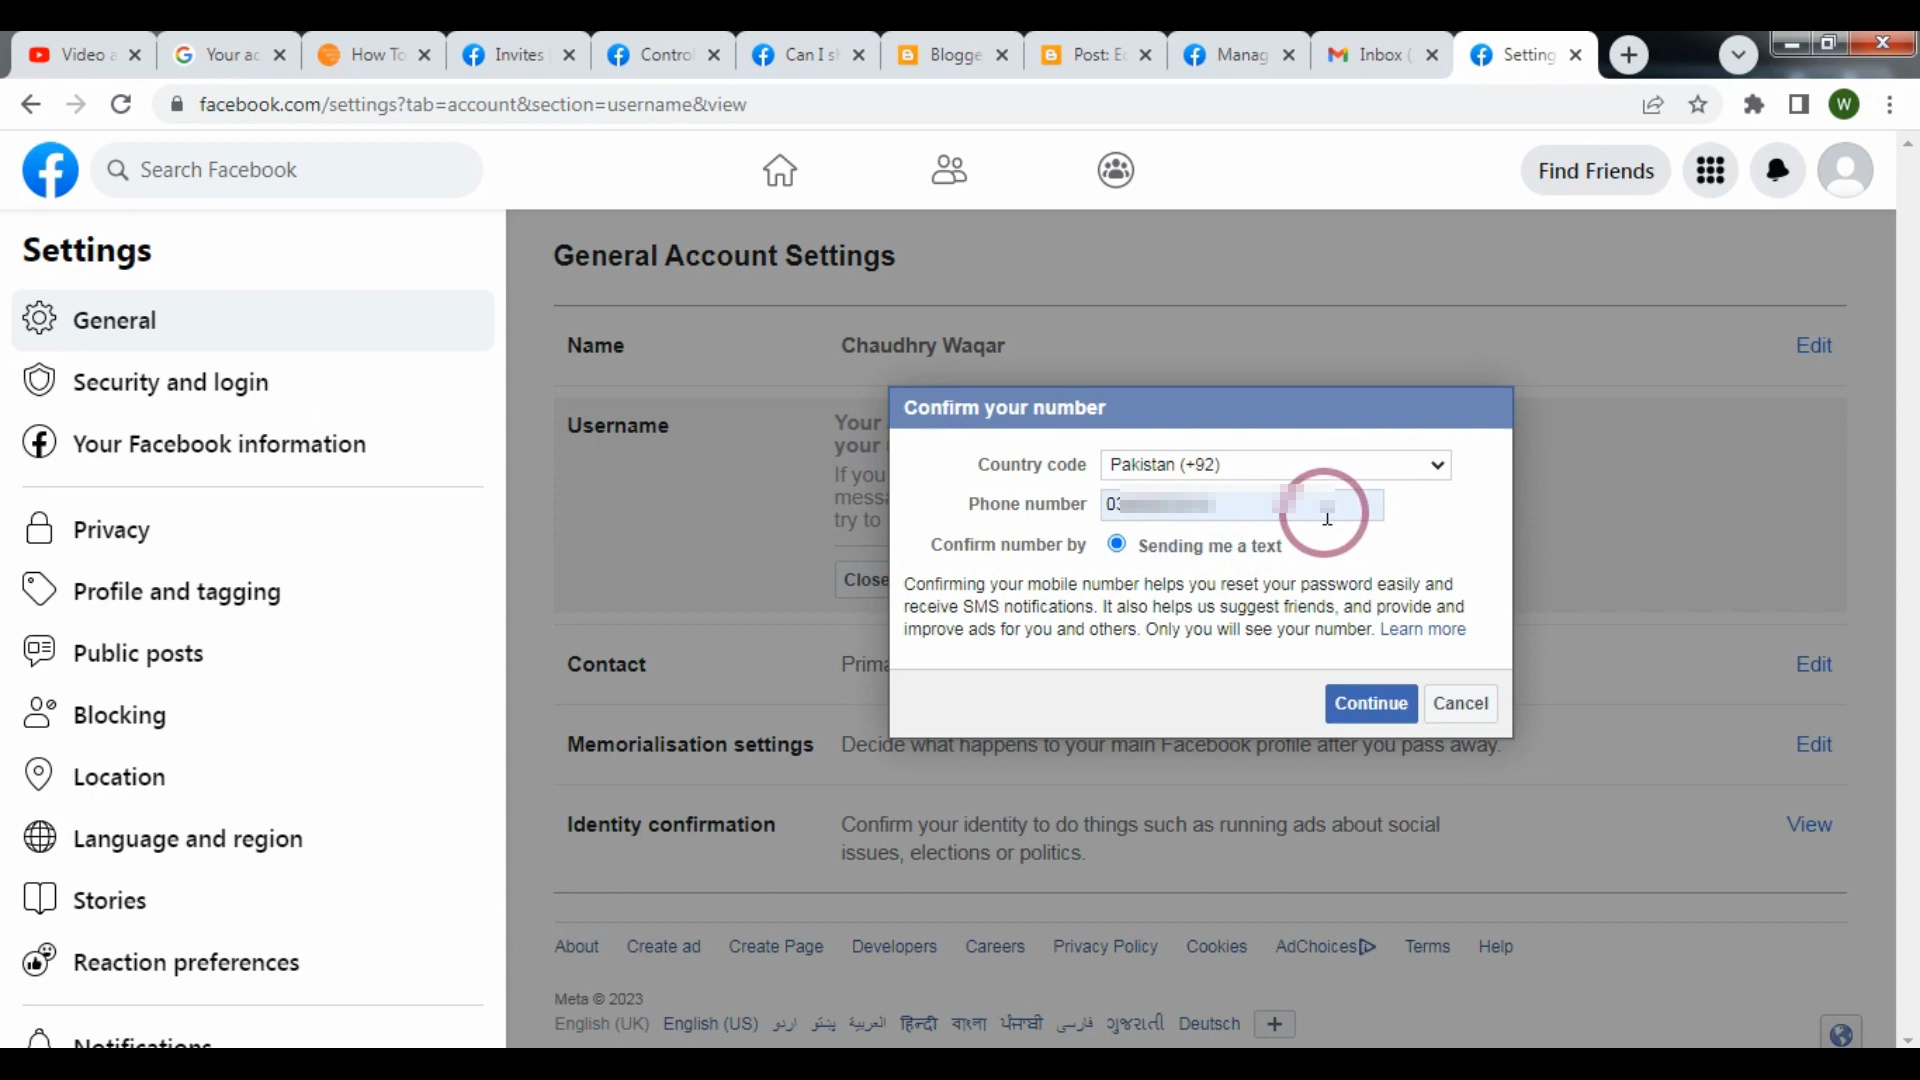 Video a
Your ac
How To
Invites
Control
Can I sh
Blogge
Post: Ed
Manag
Inbox (
Setting
facebook.com/settings?tab=account&section=username&view
W
Search Facebook
Find Friends
Settings
General
Security and login
Your Facebook information
Privacy
Profile and tagging
Public posts
Blocking
Location
Language and region
Stories
Reaction preferences
Notifications
General Account Settings
Name Chaudhry Waqar Edit
Username
Your
your
If you
messa
try to
Close
Confirm your number
Country code Pakistan (+92)
Phone number 03
Confirm number by Sending me a text
Confirming your mobile number helps you reset your password easily and
receive SMS notifications. It also helps us suggest friends, and provide and
improve ads for you and others. Only you will see your number. Learn more
Continue Cancel
Contact Prima Edit
Memorialisation settings Decide what happens to your main Facebook profile after you pass away. Edit
Identity confirmation Confirm your identity to do things such as running ads about social View
issues, elections or politics.
About Create ad Create Page Developers Careers Privacy Policy Cookies AdChoices Terms Help
Meta © 2023
English (UK) English (US) اردو پښتو العربية हिन्दी বাংলা ਪੰਜਾਬੀ فارسی ગુજરાતી Deutsch +